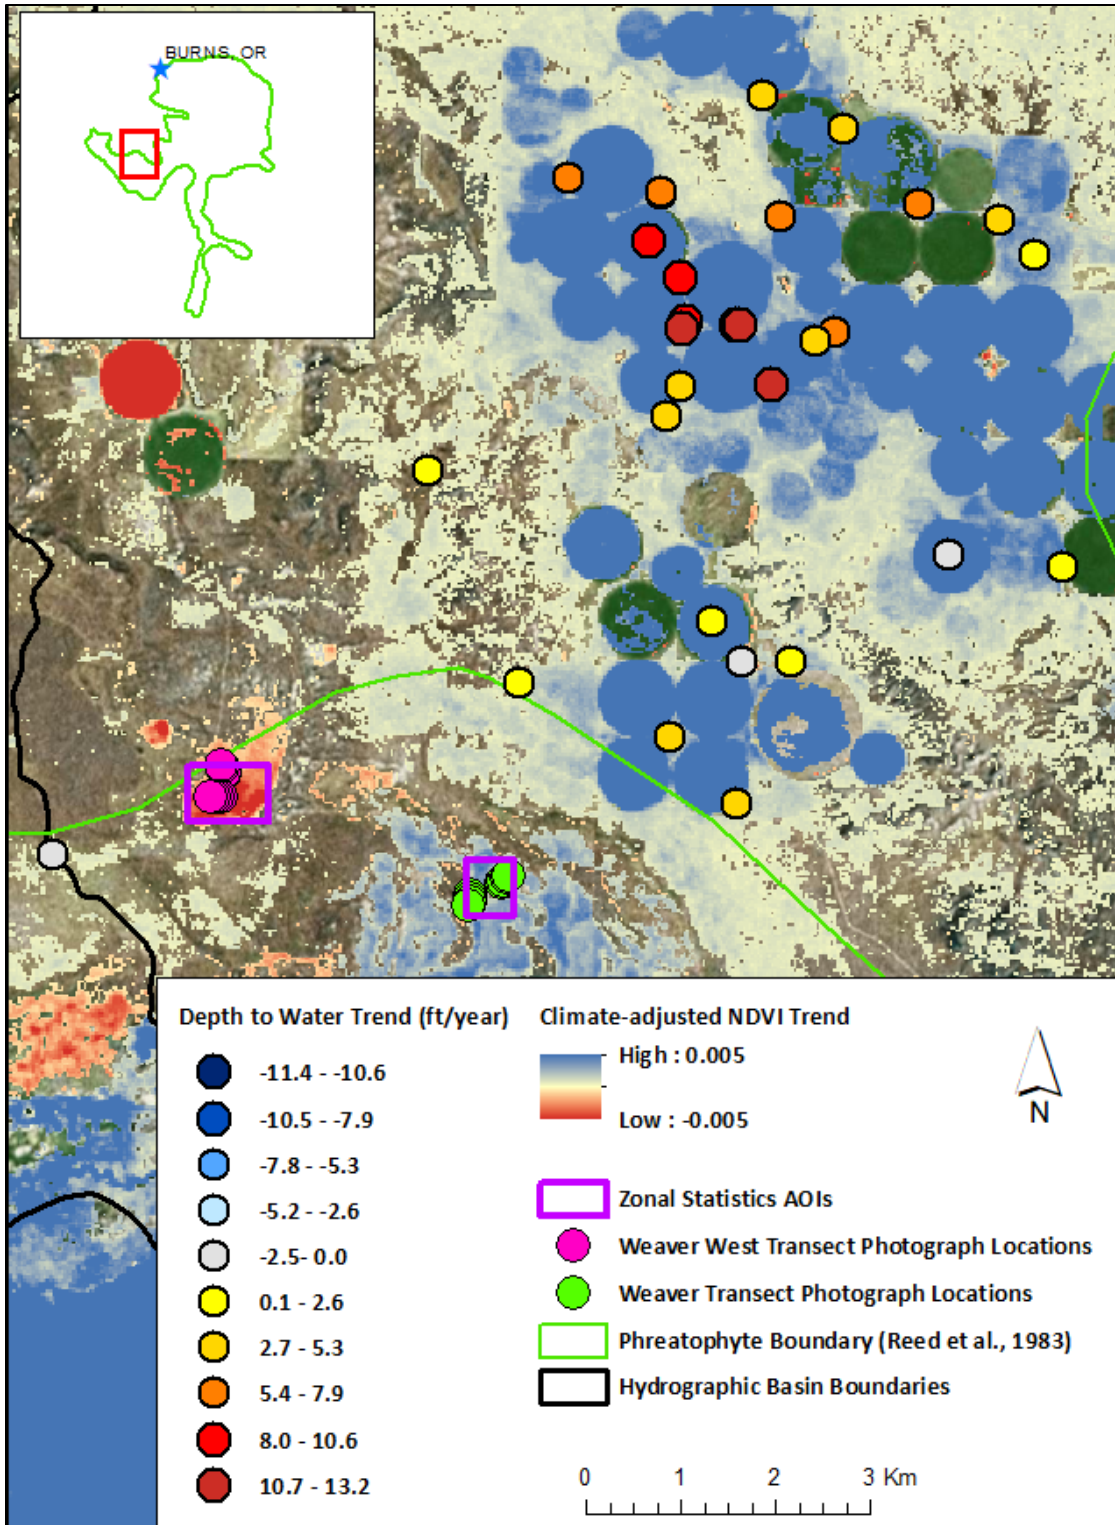 BURNS, OR
Depth to Water Trend (ft/year)
-11.4 - -10.6
-10.5 - -7.9
-7.8 - -5.3
-5.2 - -2.6
-2.5- 0.0
0.1 - 2.6
2.7 - 5.3
5.4 - 7.9
8.0 - 10.6
10.7 - 13.2
Climate-adjusted NDVI Trend
High : 0.005
Low : -0.005
Zonal Statistics AOIs
Weaver West Transect Photograph Locations
Weaver Transect Photograph Locations
Phreatophyte Boundary (Reed et al., 1983)
Hydrographic Basin Boundaries
N
0 1 2 3 Km